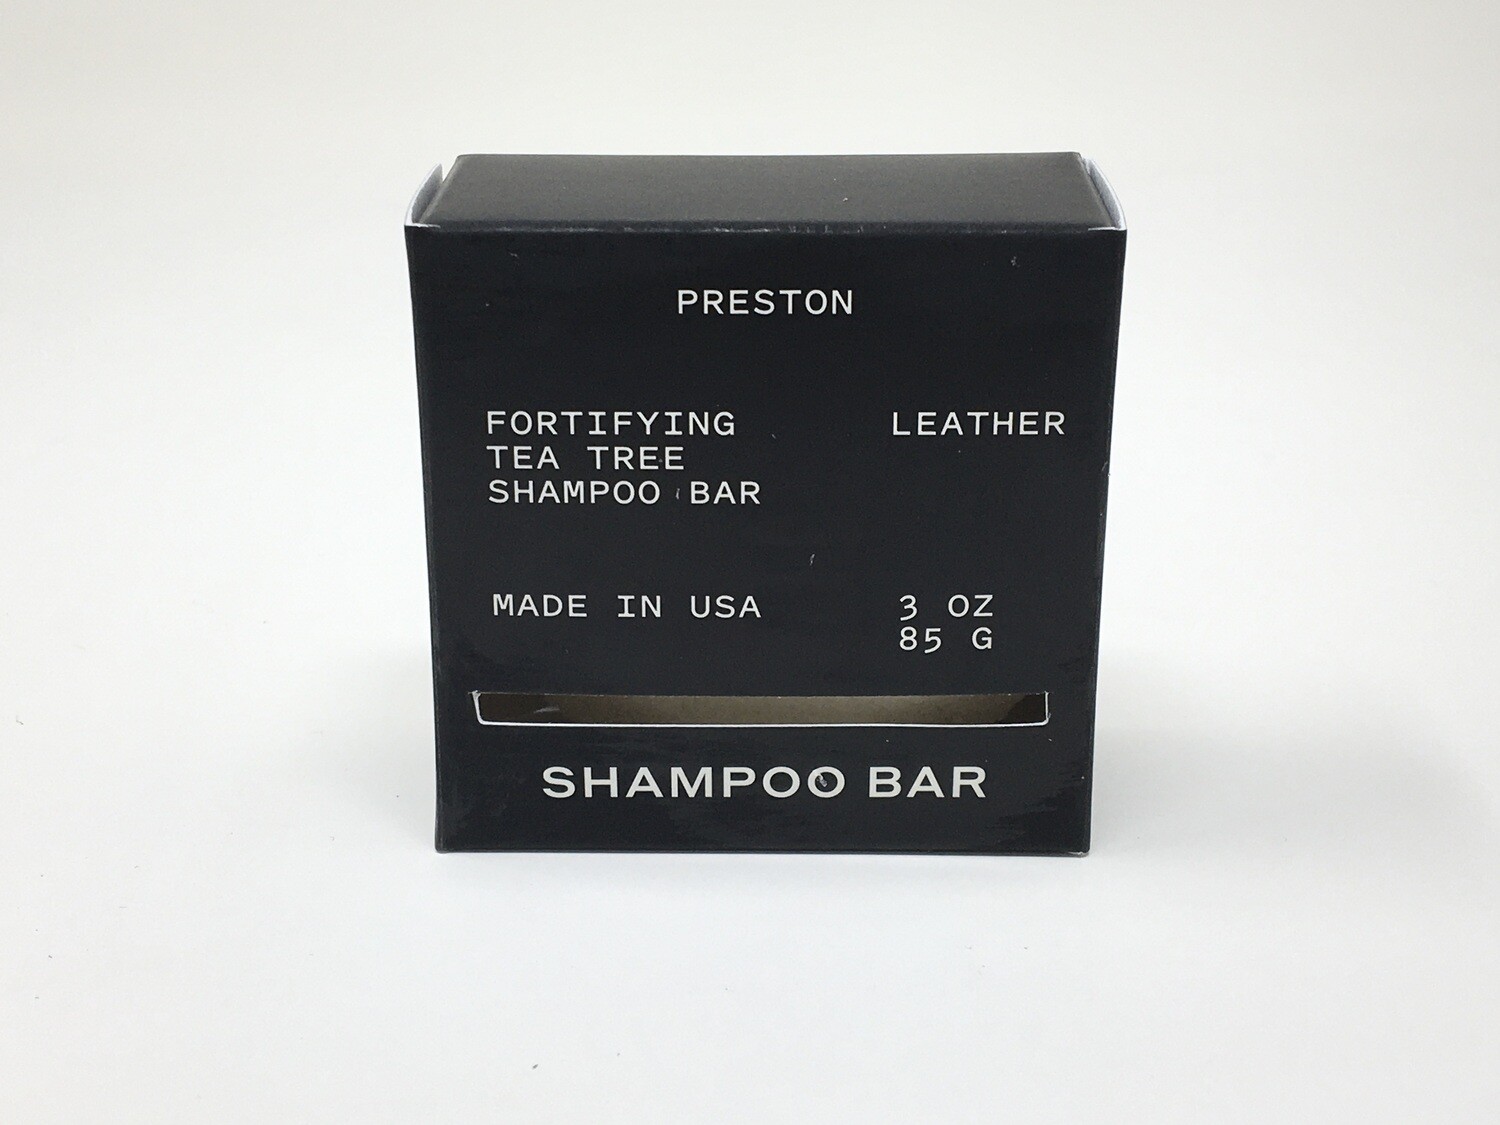 PRESTON
FORTIFYING
TEA TREE
SHAMPOO BAR
LEATHER
MADE IN USA
3 OZ
85 G
SHAMPOO BAR